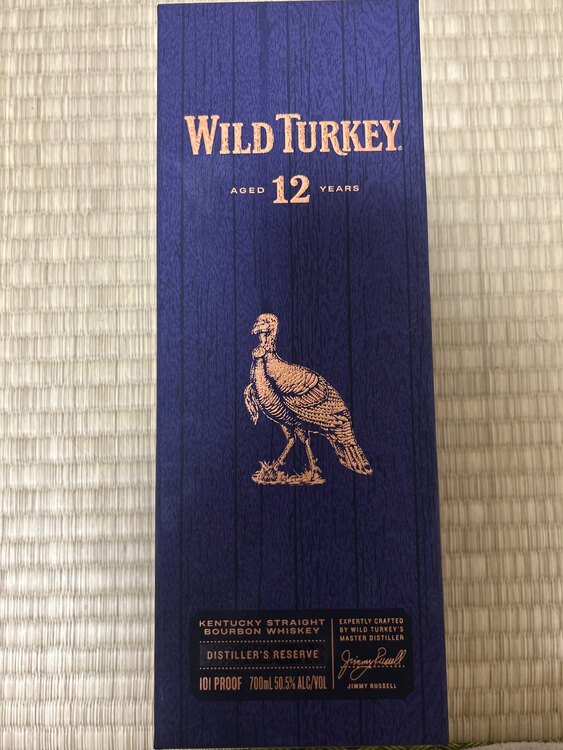 WILD TURKEY®
AGED 12 YEARS
KENTUCKY STRAIGHT
BOURBON WHISKEY
DISTILLER'S RESERVE
101 PROOF 700mL 50.5% ALC/VOL
EXPERTLY CRAFTED
BY WILD TURKEY'S
MASTER DISTILLER
Jimmy Russell
JIMMY RUSSELL